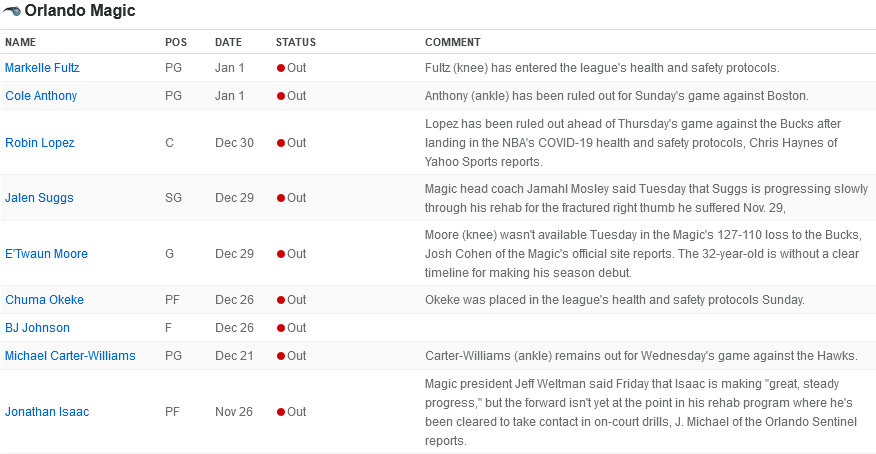 Orlando Magic
NAME POS DATE STATUS COMMENT
Markelle Fultz PG Jan 1 Out Fultz (knee) has entered the league's health and safety protocols.
Cole Anthony PG Jan 1 Out Anthony (ankle) has been ruled out for Sunday's game against Boston.
Robin Lopez C Dec 30 Out Lopez has been ruled out ahead of Thursday's game against the Bucks after
landing in the NBA's COVID-19 health and safety protocols, Chris Haynes of
Yahoo Sports reports.
Jalen Suggs SG Dec 29 Out Magic head coach Jamahl Mosley said Tuesday that Suggs is progressing slowly
through his rehab for the fractured right thumb he suffered Nov. 29,
E'Twaun Moore G Dec 29 Out Moore (knee) wasn't available Tuesday in the Magic's 127-110 loss to the Bucks,
Josh Cohen of the Magic's official site reports. The 32-year-old is without a clear
timeline for making his season debut.
Chuma Okeke PF Dec 26 Out Okeke was placed in the league's health and safety protocols Sunday.
BJ Johnson F Dec 26 Out
Michael Carter-Williams PG Dec 21 Out Carter-Williams (ankle) remains out for Wednesday's game against the Hawks.
Jonathan Isaac PF Nov 26 Out Magic president Jeff Weltman said Friday that Isaac is making "great, steady
progress," but the forward isn't yet at the point in his rehab program where he's
been cleared to take contact in on-court drills, J. Michael of the Orlando Sentinel
reports.